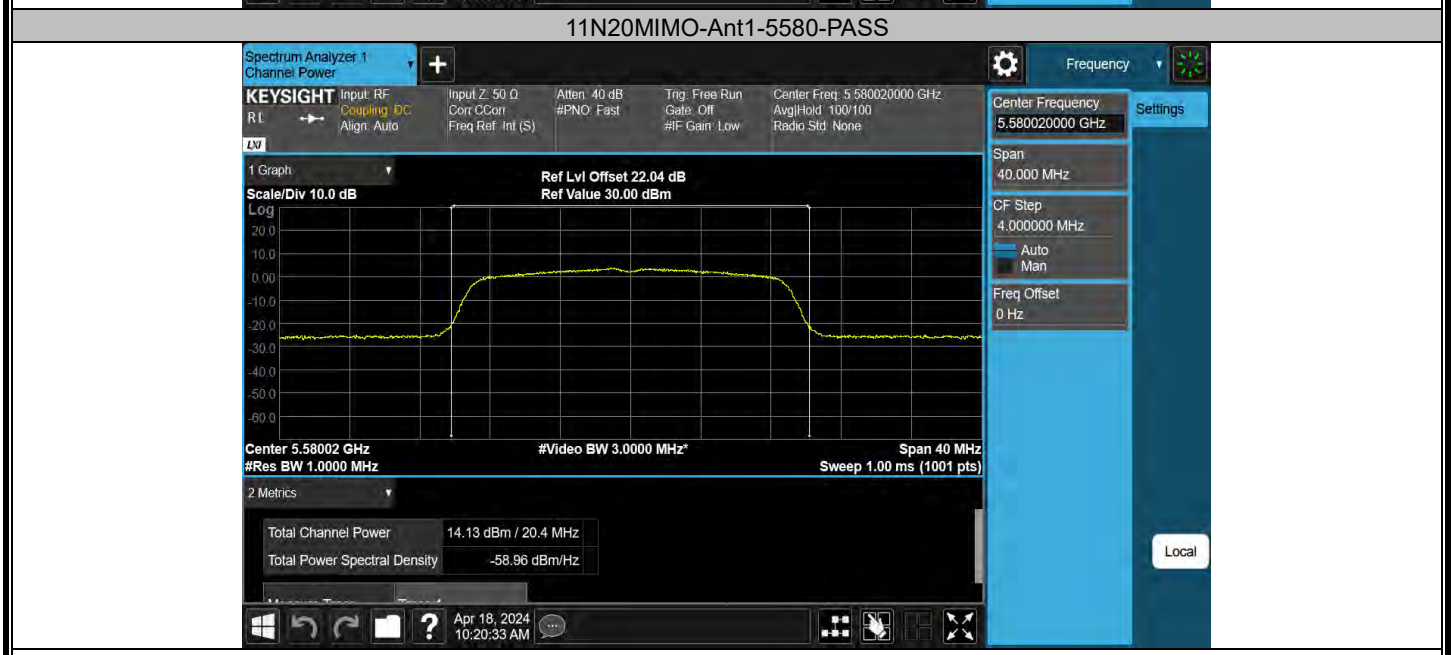 11N20MIMO-Ant1-5580-PASS
Spectrum Analyzer 1
Channel Power
+
Frequency
KEYSIGHT
RL
LXI
Input: RF
Coupling: DC
Align: Auto
Input Z: 50 Ω
Corr CCorr
Freq Ref: Int (S)
Atten: 40 dB
#PNO: Fast
Trig: Free Run
Gate: Off
#IF Gain: Low
Center Freq: 5.580020000 GHz
Avg|Hold: 100/100
Radio Std: None
Center Frequency
5.580020000 GHz
Settings
Span
40.000 MHz
CF Step
4.000000 MHz
Auto
Man
Freq Offset
0 Hz
1 Graph
Scale/Div 10.0 dB
Ref Lvl Offset 22.04 dB
Ref Value 30.00 dBm
Log
20.0
10.0
0.00
-10.0
-20.0
-30.0
-40.0
-50.0
-60.0
Center 5.58002 GHz
#Res BW 1.0000 MHz
#Video BW 3.0000 MHz*
Span 40 MHz
Sweep 1.00 ms (1001 pts)
2 Metrics
Total Channel Power 14.13 dBm / 20.4 MHz
Total Power Spectral Density -58.96 dBm/Hz
Local
?
Apr 18, 2024
10:20:33 AM